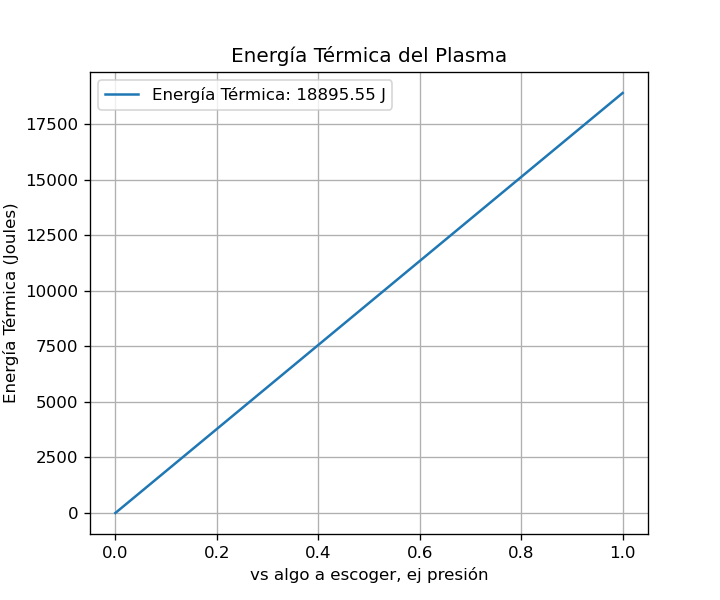 Energía Térmica del Plasma
Energía Térmica: 18895.55 J
Energía Térmica (Joules)
17500
15000
12500
10000
7500
5000
2500
0
0.0 0.2 0.4 0.6 0.8 1.0
vs algo a escoger, ej presión